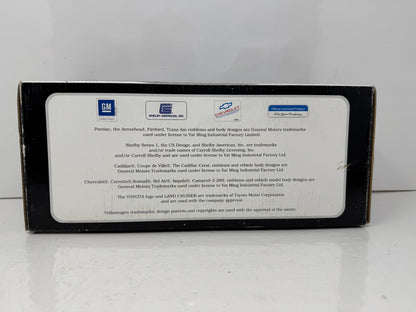 GM
SHELBY AMERICAN, INC.
CHEVROLET
Official Licensed Product
Pontiac, the Arrowhead, Firebird, Trans Am emblems and body designs are General Motors trademarks
used under license to Yat Ming Industrial Factory Limited.
Shelby Series 1, the CS Design, and Shelby American, Inc. are trademarks
and/or trade names of Carroll Shelby Licensing, Inc.
and/or Carroll Shelby and are used under license to Yat Ming Industrial Factory Ltd.
Cadillac®, Coupe de Ville®, The Cadillac Crest, emblems and vehicle body designs are
General Motors Trademarks used under license to Yat Ming Industrial Factory Ltd.
Chevrolet®, Corvette®, Nomad®, Bel Air®, Impala®, Camaro® Z-28®, emblems and vehicle model body designs are
General Motors Trademarks used under license to Yat Ming Industrial Factory Ltd.
The TOYOTA logo and LAND CRUISER are trademarks of Toyota Motor Corporation
and are used with the company approval.
Volkswagen trademarks, design patents and copyrights are used with the approval of the owner.